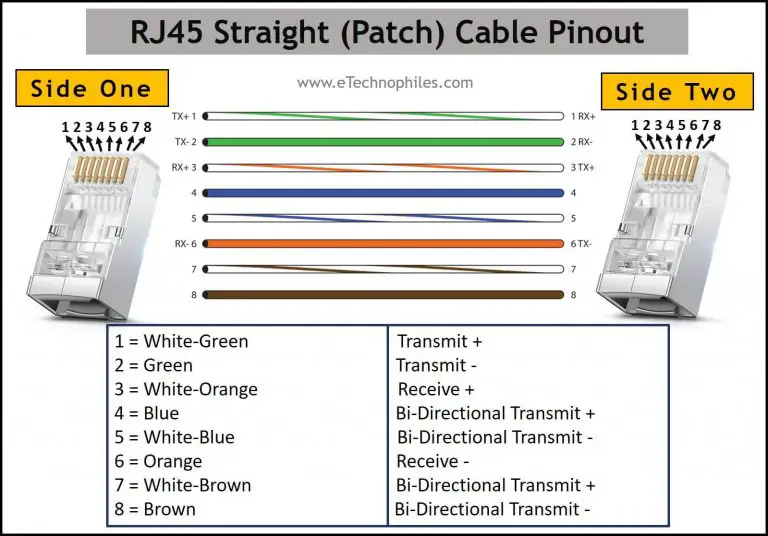 RJ45 Straight (Patch) Cable Pinout
www.eTechnophiles.com
Side One
Side Two
1 2 3 4 5 6 7 8
1 2 3 4 5 6 7 8
TX+ 1 1 RX+
TX- 2 2 RX-
RX+ 3 3 TX+
4 4
5 5
RX- 6 6 TX-
7 7
8 8
1 = White-Green Transmit +
2 = Green Transmit -
3 = White-Orange Receive +
4 = Blue Bi-Directional Transmit +
5 = White-Blue Bi-Directional Transmit -
6 = Orange Receive -
7 = White-Brown Bi-Directional Transmit +
8 = Brown Bi-Directional Transmit -